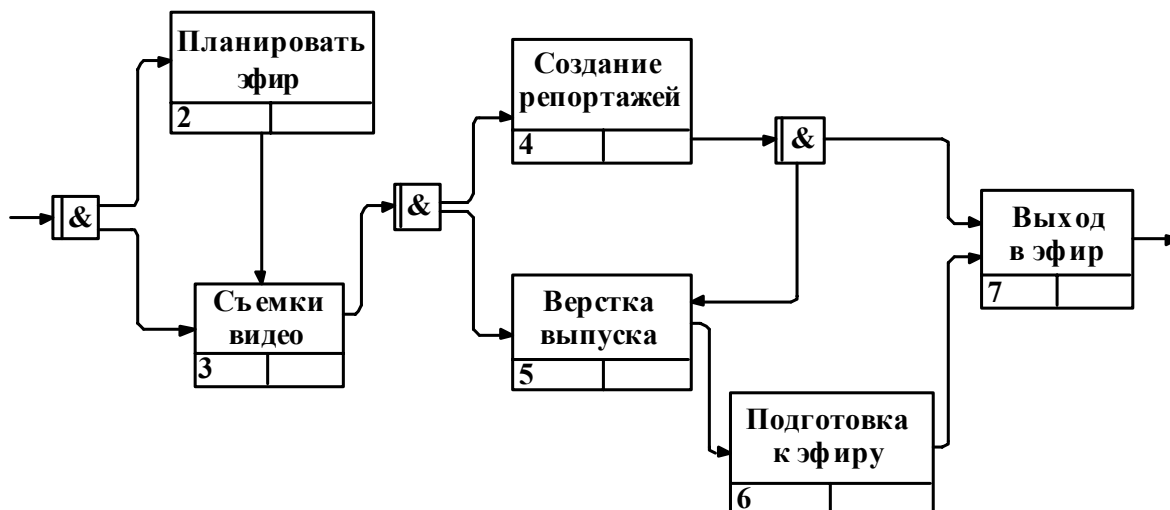 Планировать
эфир
2
&
Съемки
видео
3
&
Создание
репортажей
4
&
Верстка
выпуска
5
Подготовка
к эфиру
6
Выход
в эфир
7